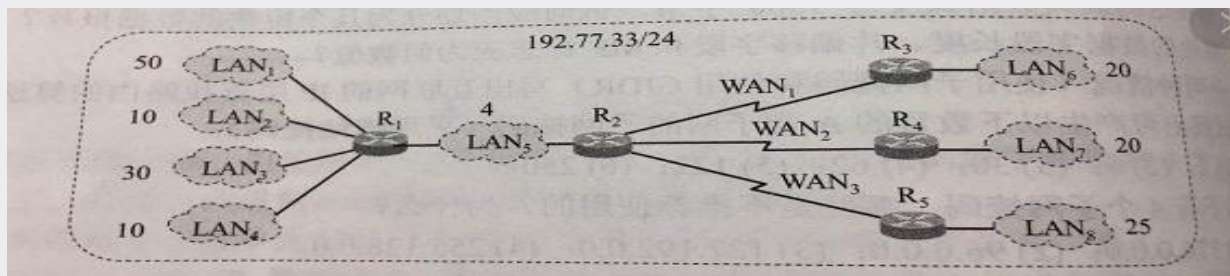 192.77.33/24
50 LAN₁
10 LAN₂
30 LAN₃
10 LAN₄
R₁
4
LAN₅
R₂
WAN₁
WAN₂
WAN₃
R₃
LAN₆ 20
R₄
LAN₇ 20
R₅
LAN₈ 25